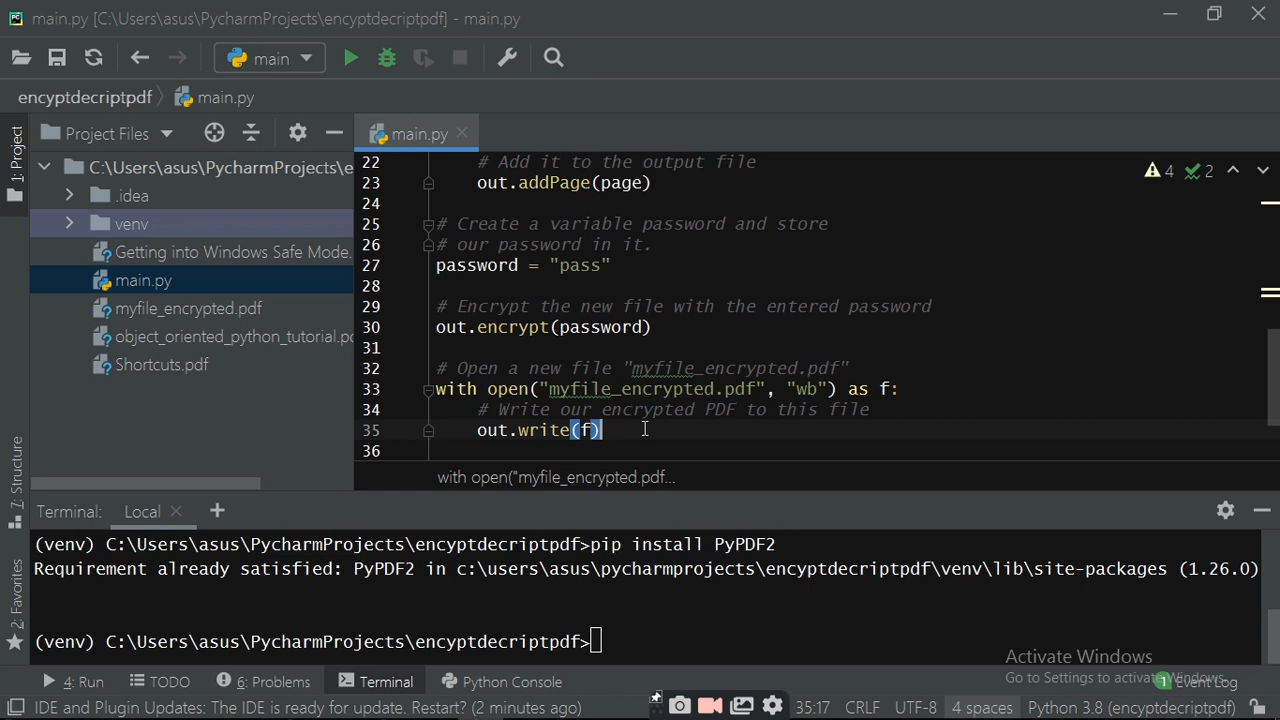 main.py [C:\Users\asus\PycharmProjects\encyptdecriptpdf] - main.py
main
encyptdecriptpdf
main.py
1: Project
Project Files
main.py
C:\Users\asus\PycharmProjects\e
.idea
venv
Getting into Windows Safe Mode.
main.py
myfile_encrypted.pdf
object_oriented_python_tutorial.pc
Shortcuts.pdf
4 2
22 # Add it to the output file
23 out.addPage(page)
24
25 # Create a variable password and store
26 # our password in it.
27 password = "pass"
28
29 # Encrypt the new file with the entered password
30 out.encrypt(password)
31
32 # Open a new file "myfile_encrypted.pdf"
33 with open("myfile_encrypted.pdf", "wb") as f:
34 # Write our encrypted PDF to this file
35 out.write(f)
36
with open("myfile_encrypted.pdf...
7: Structure
2: Favorites
Terminal: Local
(venv) C:\Users\asus\PycharmProjects\encyptdecriptpdf>pip install PyPDF2
Requirement already satisfied: PyPDF2 in c:\users\asus\pycharmprojects\encyptdecriptpdf\venv\lib\site-packages (1.26.0)
(venv) C:\Users\asus\PycharmProjects\encyptdecriptpdf>
Activate Windows
Go to Settings to activate Windows.
4: Run TODO 6: Problems Terminal Python Console 1 Event Log
IDE and Plugin Updates: The IDE is ready for update. Restart? (2 minutes ago) 35:17 CRLF UTF-8 4 spaces Python 3.8 (encyptdecriptpdf)